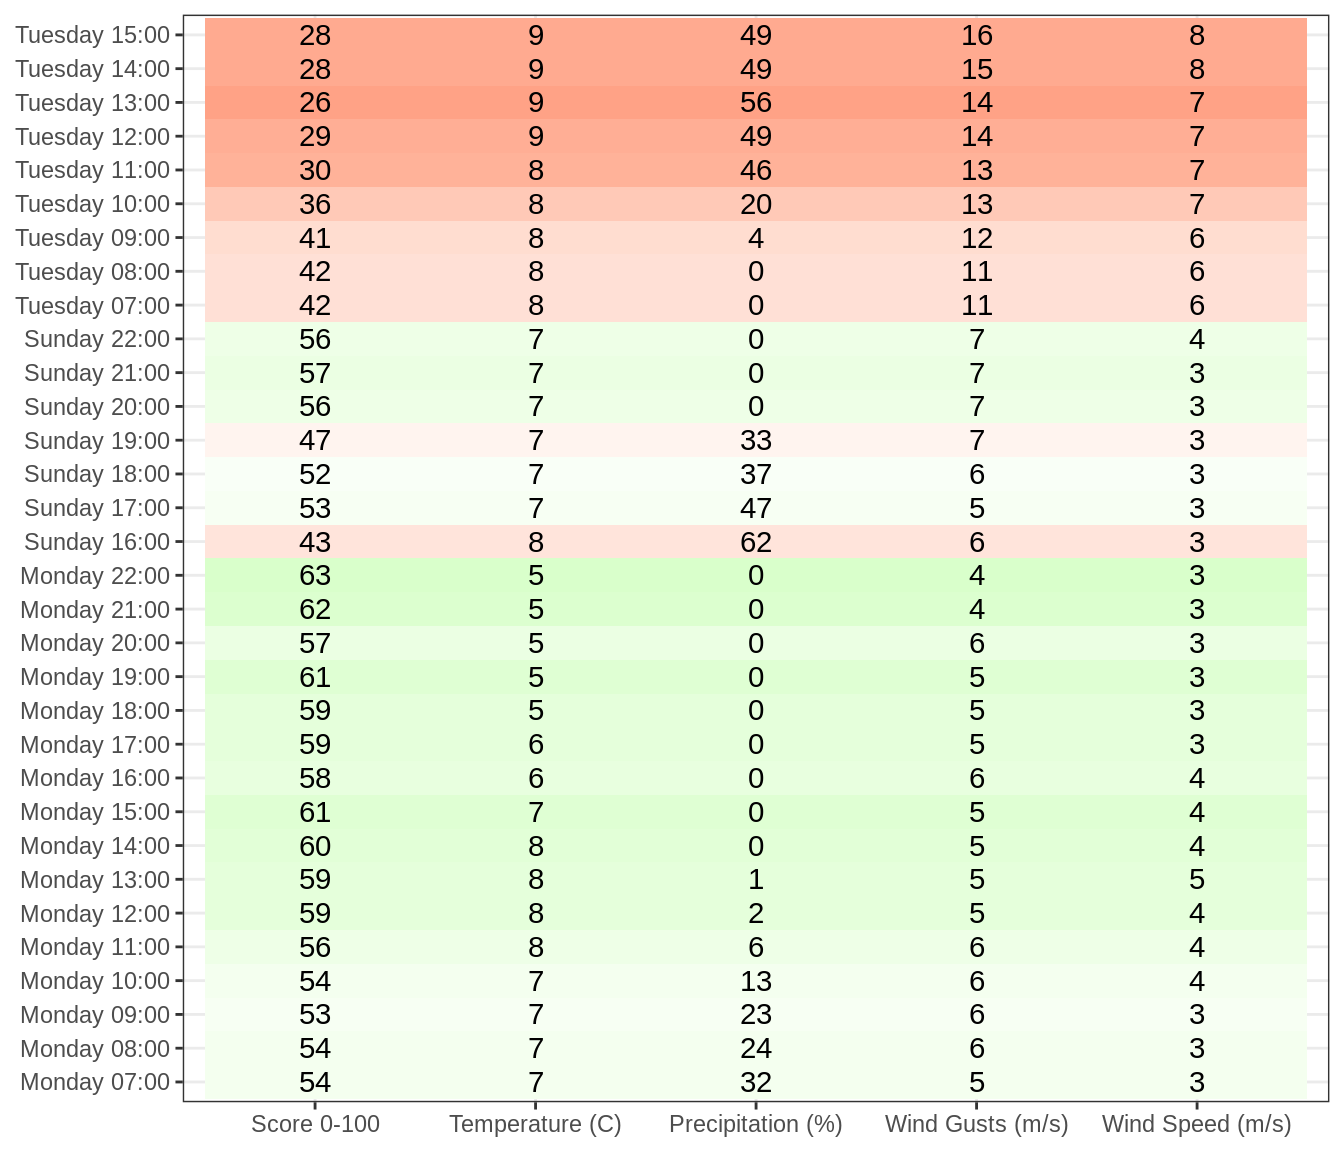 Tuesday 15:00 28 9 49 16 8
Tuesday 14:00 28 9 49 15 8
Tuesday 13:00 26 9 56 14 7
Tuesday 12:00 29 9 49 14 7
Tuesday 11:00 30 8 46 13 7
Tuesday 10:00 36 8 20 13 7
Tuesday 09:00 41 8 4 12 6
Tuesday 08:00 42 8 0 11 6
Tuesday 07:00 42 8 0 11 6
Sunday 22:00 56 7 0 7 4
Sunday 21:00 57 7 0 7 3
Sunday 20:00 56 7 0 7 3
Sunday 19:00 47 7 33 7 3
Sunday 18:00 52 7 37 6 3
Sunday 17:00 53 7 47 5 3
Sunday 16:00 43 8 62 6 3
Monday 22:00 63 5 0 4 3
Monday 21:00 62 5 0 4 3
Monday 20:00 57 5 0 6 3
Monday 19:00 61 5 0 5 3
Monday 18:00 59 5 0 5 3
Monday 17:00 59 6 0 5 3
Monday 16:00 58 6 0 6 4
Monday 15:00 61 7 0 5 4
Monday 14:00 60 8 0 5 4
Monday 13:00 59 8 1 5 5
Monday 12:00 59 8 2 5 4
Monday 11:00 56 8 6 6 4
Monday 10:00 54 7 13 6 4
Monday 09:00 53 7 23 6 3
Monday 08:00 54 7 24 6 3
Monday 07:00 54 7 32 5 3
Score 0-100 Temperature (C) Precipitation (%) Wind Gusts (m/s) Wind Speed (m/s)